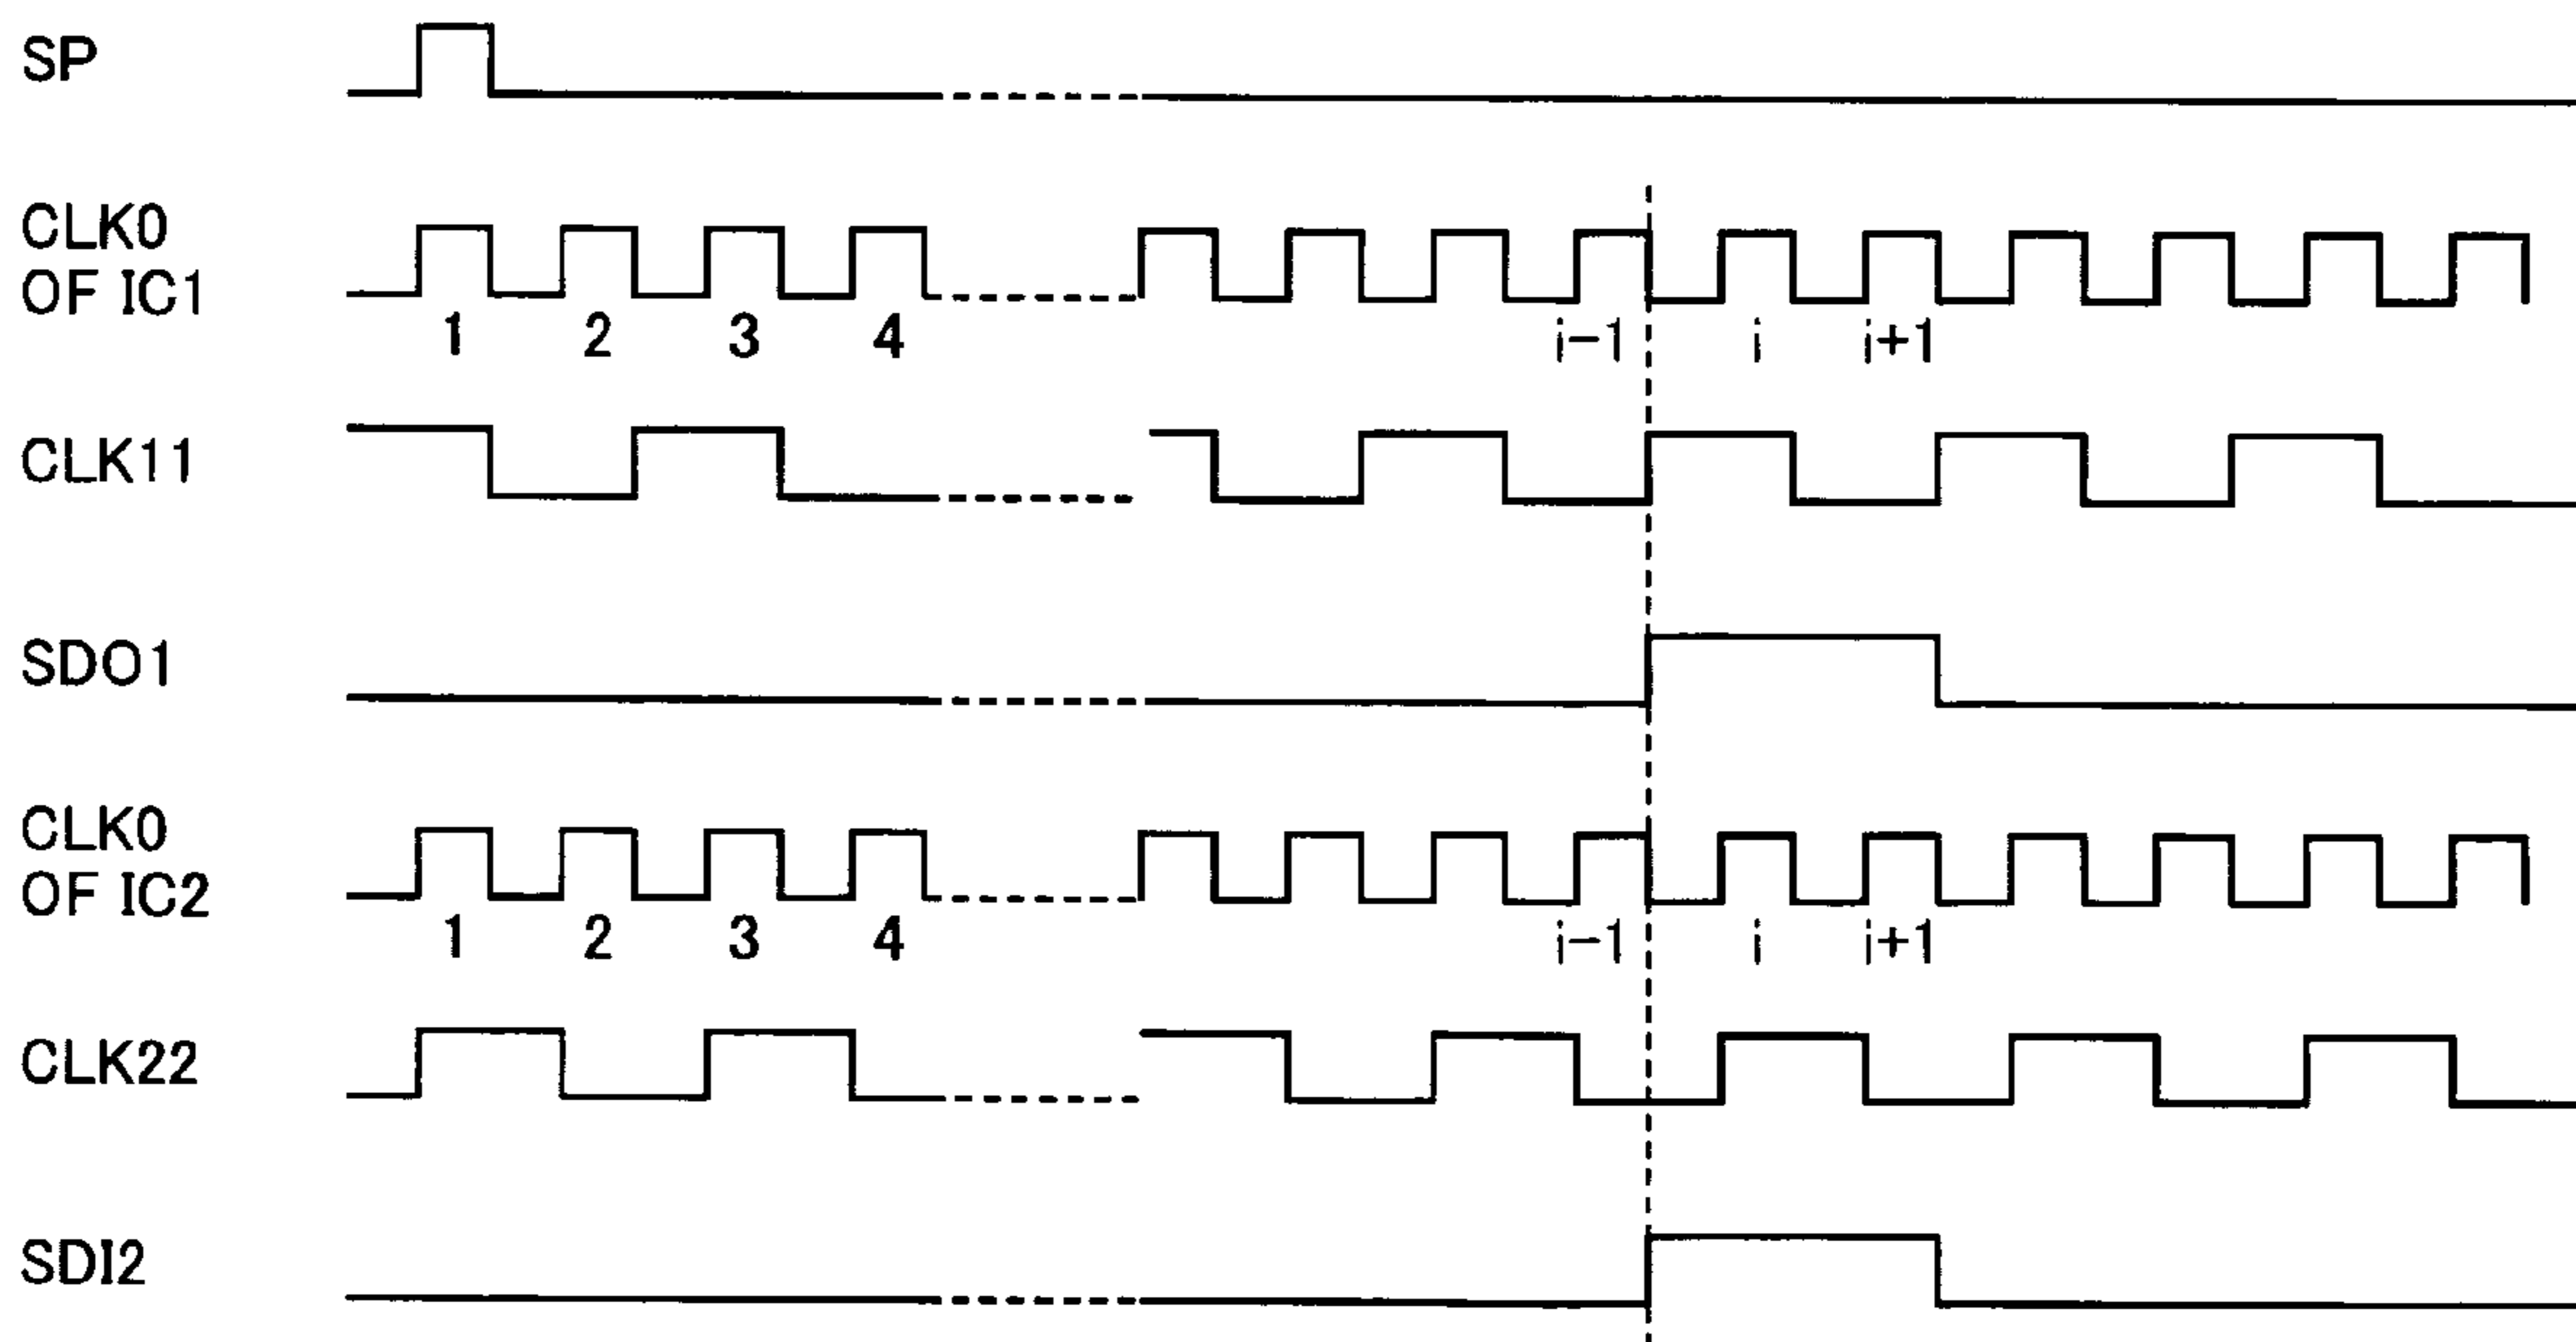 SP
CLK0
OF IC1
1 2 3 4 i-1 i i+1
CLK11
SDO1
CLK0
OF IC2
1 2 3 4 i-1 i i+1
CLK22
SDI2